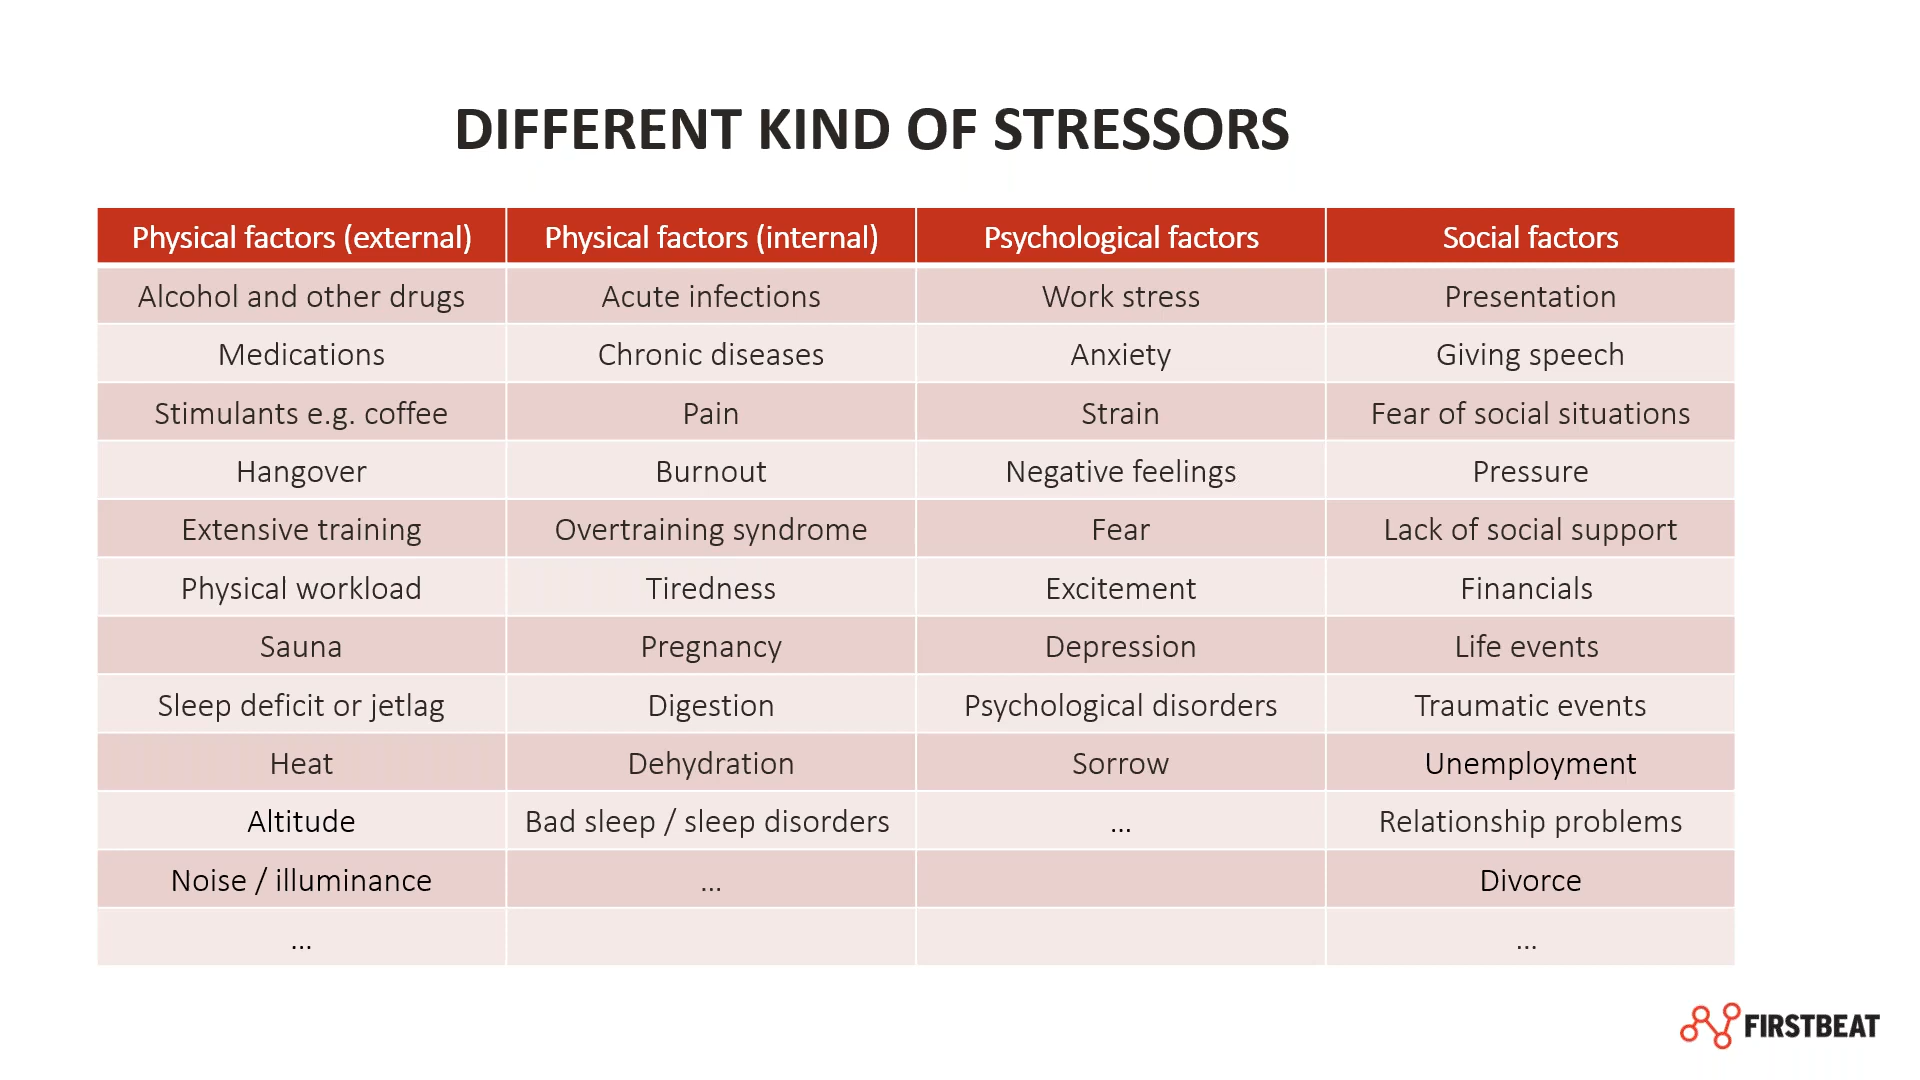 DIFFERENT KIND OF STRESSORS
Physical factors (external) Physical factors (internal) Psychological factors Social factors
Alcohol and other drugs Acute infections Work stress Presentation
Medications Chronic diseases Anxiety Giving speech
Stimulants e.g. coffee Pain Strain Fear of social situations
Hangover Burnout Negative feelings Pressure
Extensive training Overtraining syndrome Fear Lack of social support
Physical workload Tiredness Excitement Financials
Sauna Pregnancy Depression Life events
Sleep deficit or jetlag Digestion Psychological disorders Traumatic events
Heat Dehydration Sorrow Unemployment
Altitude Bad sleep / sleep disorders ... Relationship problems
Noise / illuminance ... Divorce
... ...
FIRSTBEAT